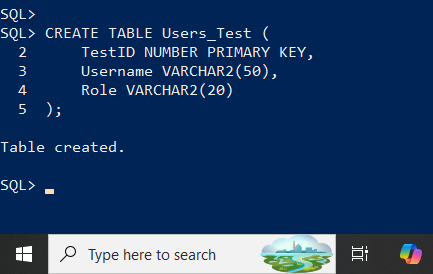 SQL>
SQL> CREATE TABLE Users_Test (
  2      TestID NUMBER PRIMARY KEY,
  3      Username VARCHAR2(50),
  4      Role VARCHAR2(20)
  5  );
Table created.
SQL>
Type here to search